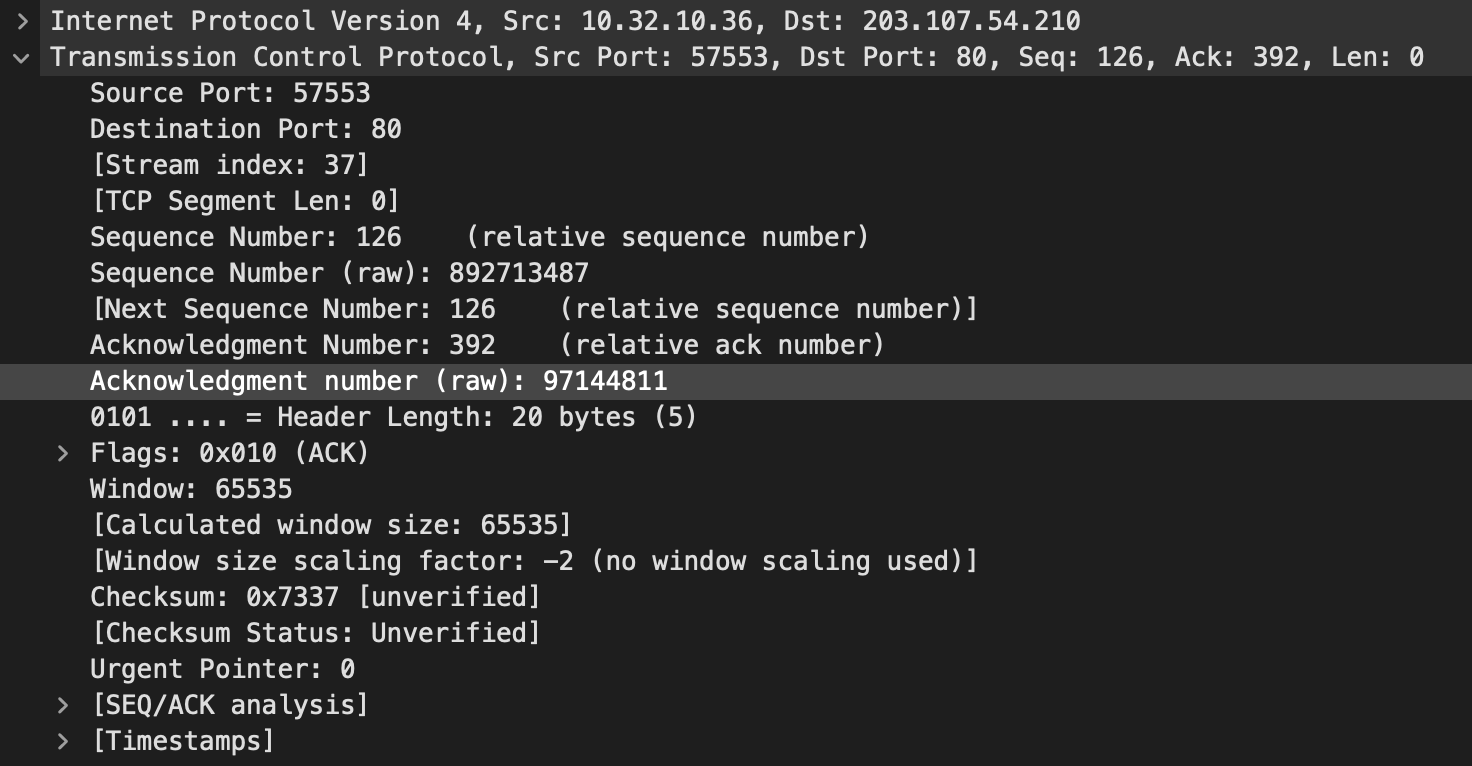 Internet Protocol Version 4, Src: 10.32.10.36, Dst: 203.107.54.210
Transmission Control Protocol, Src Port: 57553, Dst Port: 80, Seq: 126, Ack: 392, Len: 0
Source Port: 57553
Destination Port: 80
[Stream index: 37]
[TCP Segment Len: 0]
Sequence Number: 126    (relative sequence number)
Sequence Number (raw): 892713487
[Next Sequence Number: 126    (relative sequence number)]
Acknowledgment Number: 392    (relative ack number)
Acknowledgment number (raw): 97144811
0101 .... = Header Length: 20 bytes (5)
Flags: 0x010 (ACK)
Window: 65535
[Calculated window size: 65535]
[Window size scaling factor: -2 (no window scaling used)]
Checksum: 0x7337 [unverified]
[Checksum Status: Unverified]
Urgent Pointer: 0
[SEQ/ACK analysis]
[Timestamps]